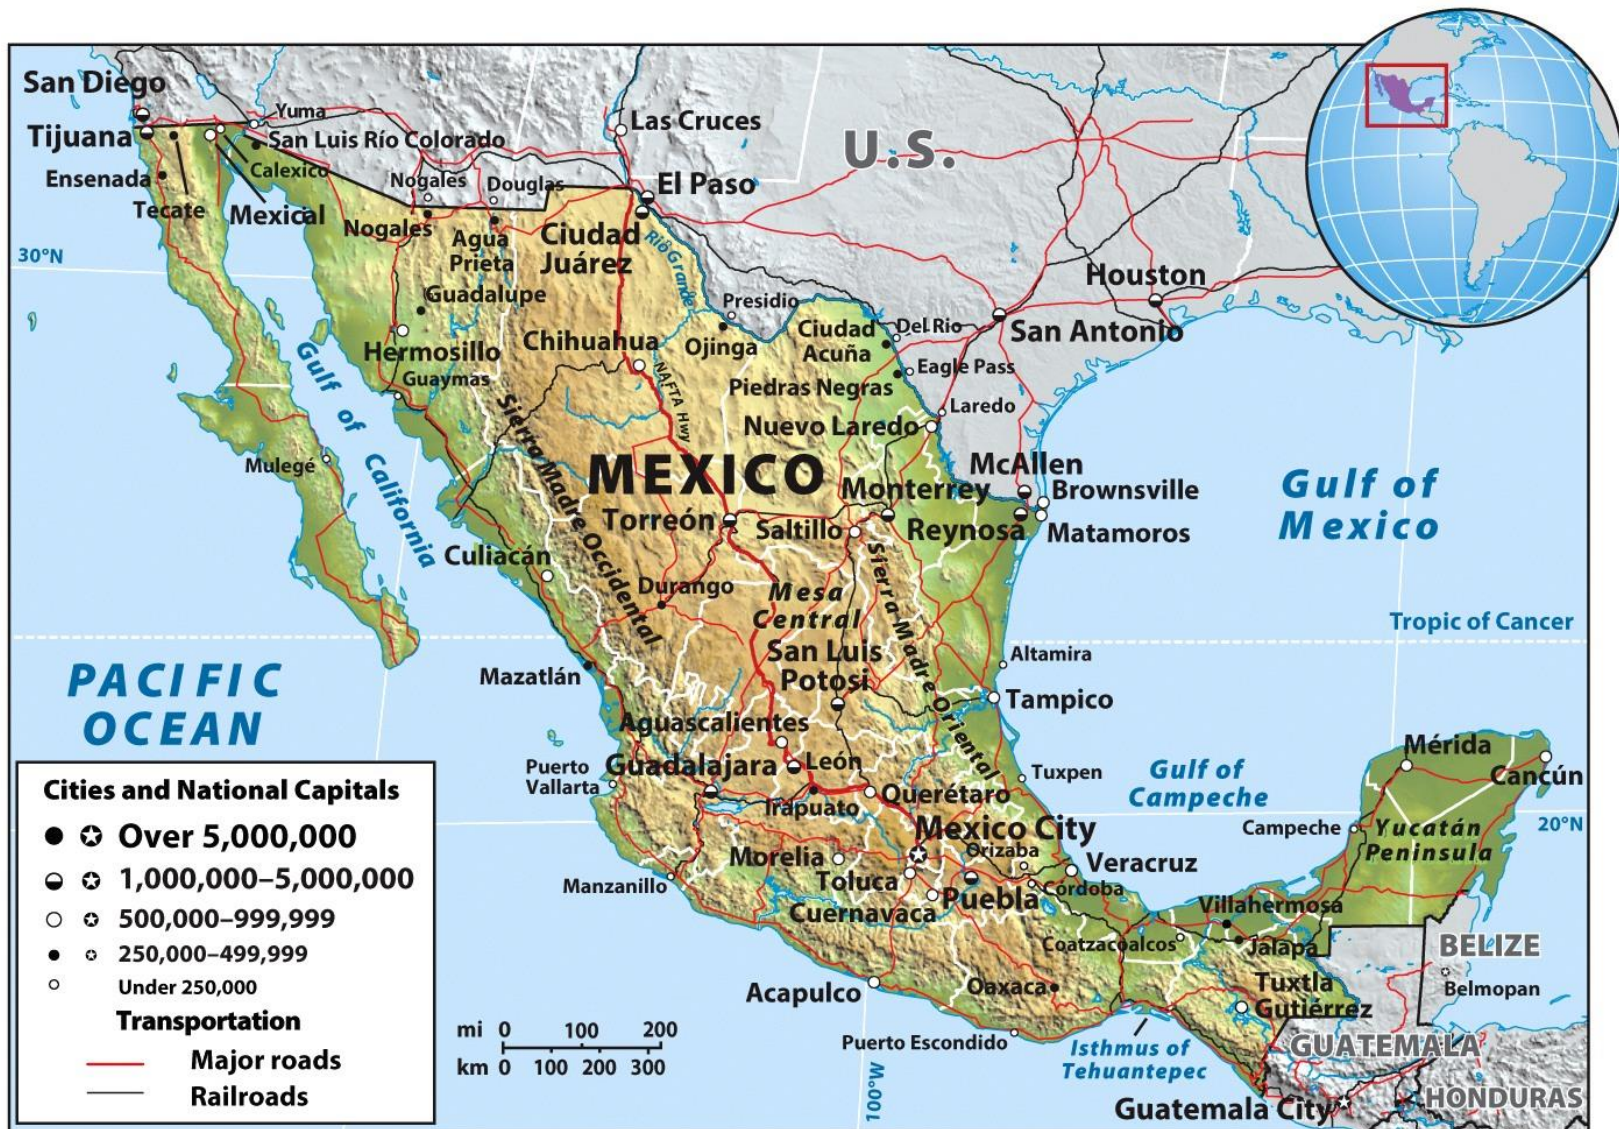 San Diego
Yuma
Tijuana
San Luis Río Colorado
Calexico
Ensenada
Tecate
Mexical
Nogales
Douglas
Nogales
Agua
Prieta
Las Cruces
El Paso
Ciudad
Juárez
Río Grande
U.S.
30°N
Guadalupe
Hermosillo
Guaymas
Chihuahua
NAFTA Hwy
Presidio
Ojinga
Ciudad
Acuña
Del Rio
Eagle Pass
Piedras Negras
Houston
San Antonio
Laredo
Nuevo Laredo
Gulf of California
Mulegé
Sierra Madre Occidental
MEXICO
McAllen
Monterrey
Brownsville
Torreón
Saltillo
Reynosa
Matamoros
Gulf of
Mexico
Culiacán
Durango
Mesa
Central
Sierra Madre Oriental
Tropic of Cancer
PACIFIC
OCEAN
Mazatlán
San Luis
Potosi
Altamira
Tampico
Aguascalientes
Guadalajara
León
Puerto
Vallarta
Irapuato
Querétaro
Tuxpen
Gulf of
Campeche
Mérida
Cancún
Campeche
Yucatán
Peninsula
20°N
Mexico City
Orizaba
Morelia
Toluca
Veracruz
Manzanillo
Cuernavaca
Puebla
Córdoba
Villahermosa
Coatzacoalcos
Jalapa
BELIZE
Belmopan
Acapulco
Oaxaca
Tuxtla
Gutiérrez
Puerto Escondido
Isthmus of
Tehuantepec
GUATEMALA
100°W
Guatemala City
HONDURAS
Cities and National Capitals
Over 5,000,000
1,000,000–5,000,000
500,000–999,999
250,000–499,999
Under 250,000
Transportation
Major roads
Railroads
mi 0 100 200
km 0 100 200 300